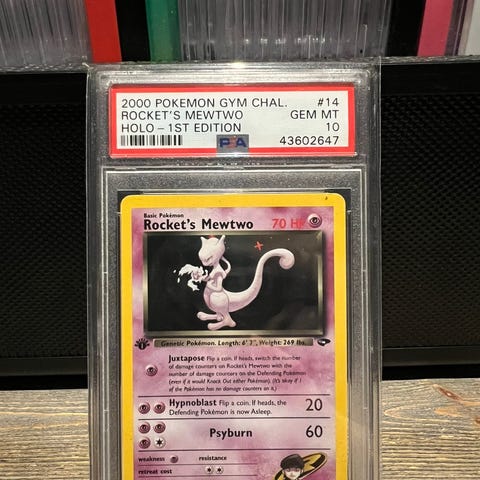 2000 POKEMON GYM CHAL. #14
ROCKET'S MEWTWO GEM MT
HOLO - 1ST EDITION 10
PSA 43602647
Basic Pokémon
Rocket's Mewtwo 70 HP
Genetic Pokémon. Length: 6' 7", Weight: 269 lbs.
Juxtapose Flip a coin. If heads, switch the number
of damage counters on Rocket's Mewtwo with the
number of damage counters on the Defending Pokémon
(even if it would Knock Out either Pokémon). (It's okay if
of the Pokémon has no damage counters on it.)
Hypnoblast Flip a coin. If heads, the 20
Defending Pokémon is now Asleep.
Psyburn 60
weakness resistance
retreat cost